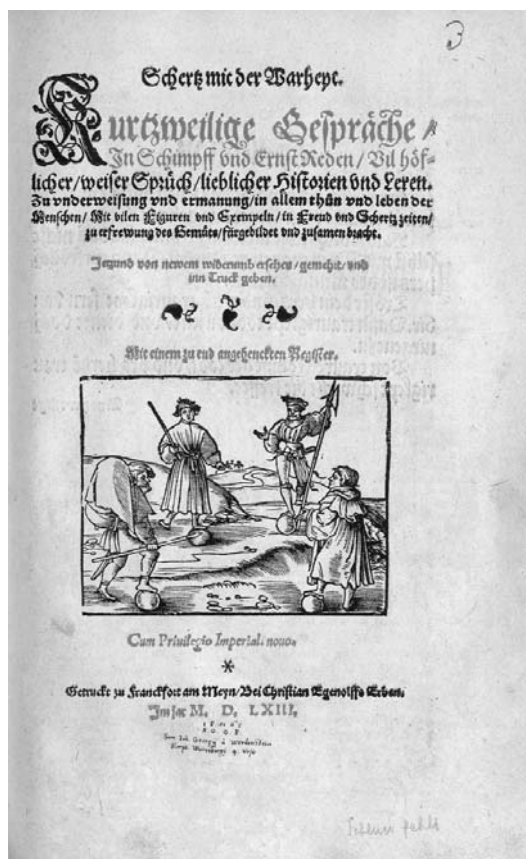 3
Schertz mit der Warheyt.
Kurtzweilige Gespräche /
In Schimpff vnd Ernst Reden / Vil höf-
licher / weiser Sprüch / lieblicher Historien vnd Leren.
Zu vnderweisung vnd ermanung / in allem thůn vnd leben der
Menschen / Mit vilen Figuren vnd Exempeln / in Freud vnd Schertz zeiten /
zu erfrewung des Gemüts / fürgebildet vnd zusamen bracht.
Jetzund von newem widerumb ersehen / gemehrt / vnd
inn Truck geben.
Mit einem zu end angehenckten Register.
Cum Priuilegio Imperiali nouo.
*
Getruckt zu Franckfort am Meyn / Bei Christian Egenolffs Erben.
Im jar M. D. LXIII.